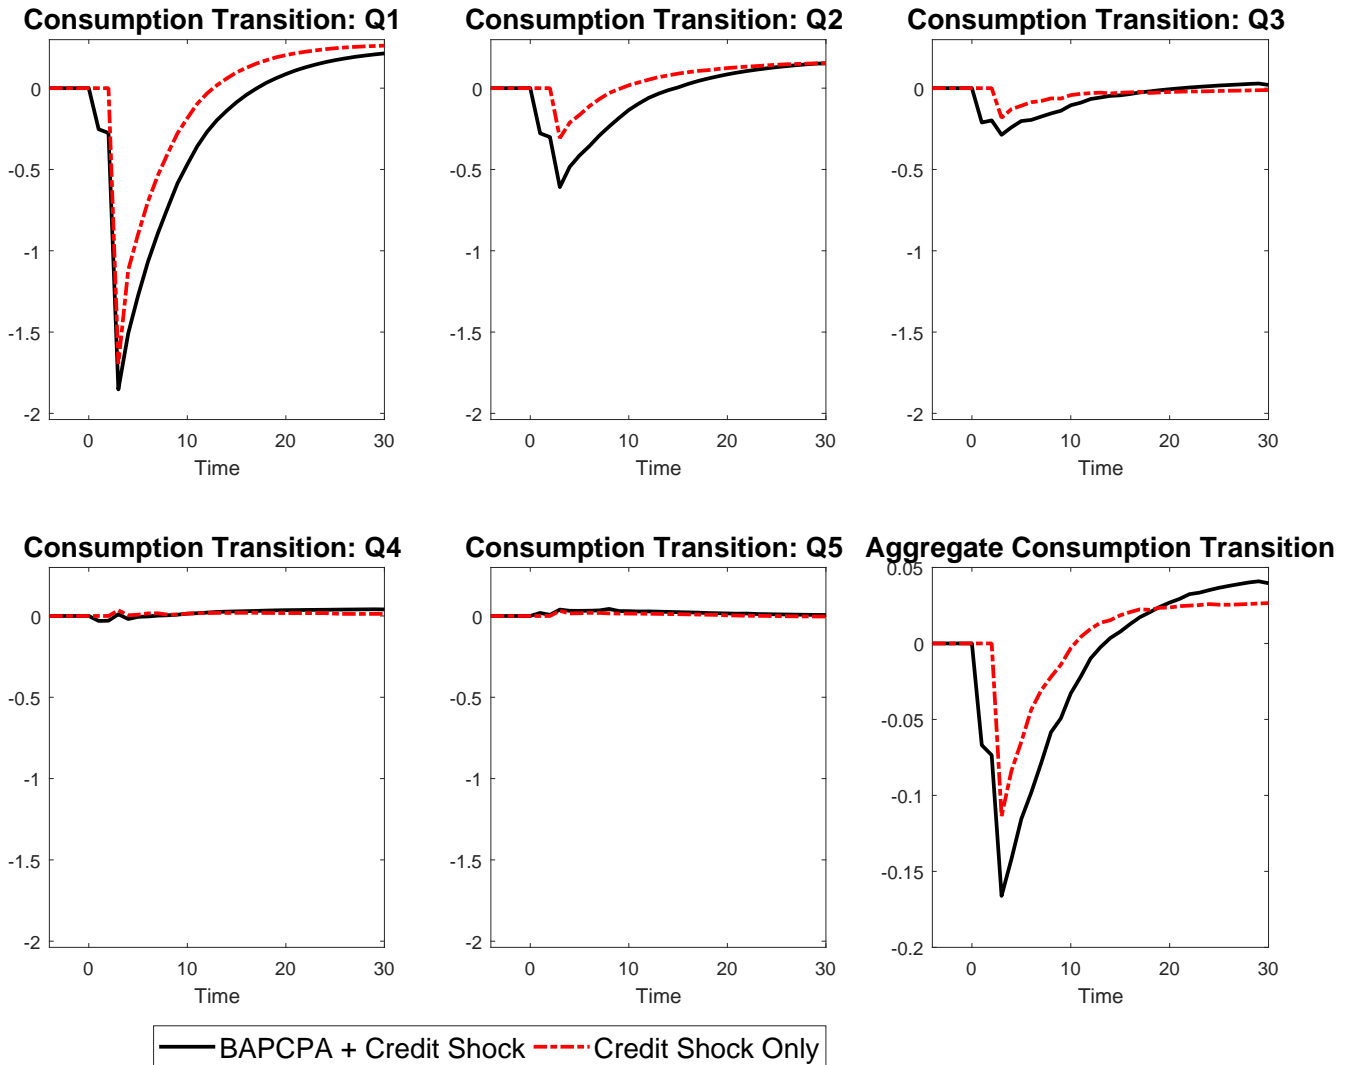 Consumption Transition: Q1
0
-0.5
-1
-1.5
-2
0 10 20 30
Time
Consumption Transition: Q2
0
-0.5
-1
-1.5
-2
0 10 20 30
Time
Consumption Transition: Q3
0
-0.5
-1
-1.5
-2
0 10 20 30
Time
Consumption Transition: Q4
0
-0.5
-1
-1.5
-2
0 10 20 30
Time
Consumption Transition: Q5
0
-0.5
-1
-1.5
-2
0 10 20 30
Time
Aggregate Consumption Transition
0.05
0
-0.05
-0.1
-0.15
-0.2
0 10 20 30
Time
BAPCPA + Credit Shock Credit Shock Only